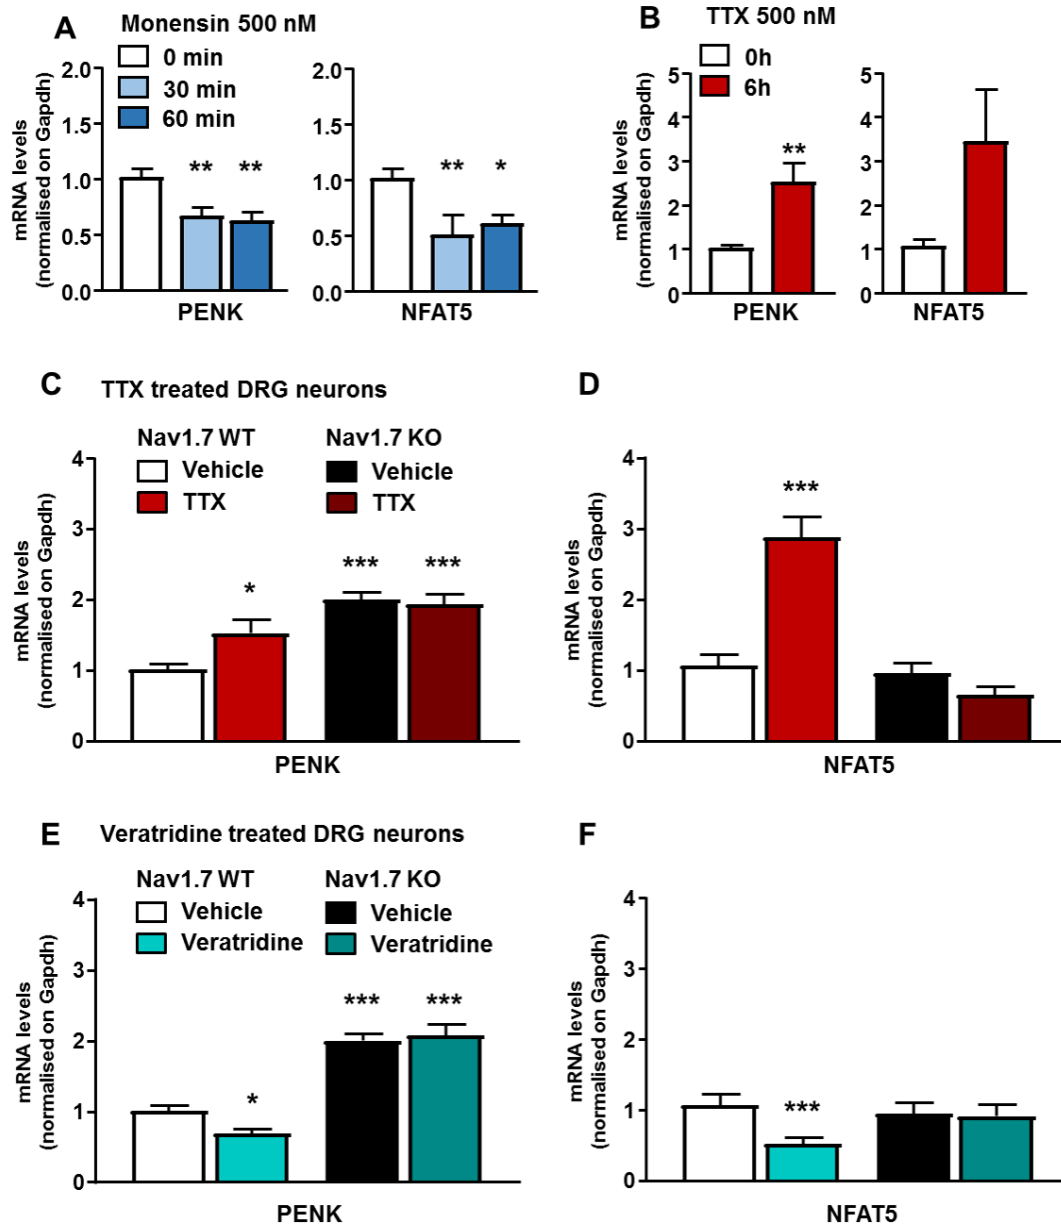 A Monensin 500 nM
0 min
30 min
60 min
mRNA levels
(normalised on Gapdh)
2.0
1.5
1.0
0.5
0.0
** **
PENK
2.0
1.5
1.0
0.5
0.0
** *
NFAT5
B TTX 500 nM
0h
6h
mRNA levels
(normalised on Gapdh)
5
4
3
2
1
0
**
PENK
5
4
3
2
1
0
NFAT5
C TTX treated DRG neurons
Nav1.7 WT Nav1.7 KO
Vehicle Vehicle
TTX TTX
mRNA levels
(normalised on Gapdh)
4
3
2
1
0
* *** ***
PENK
D
mRNA levels
(normalised on Gapdh)
4
3
2
1
0
***
NFAT5
E Veratridine treated DRG neurons
Nav1.7 WT Nav1.7 KO
Vehicle Vehicle
Veratridine Veratridine
mRNA levels
(normalised on Gapdh)
4
3
2
1
0
* *** ***
PENK
F
mRNA levels
(normalised on Gapdh)
4
3
2
1
0
***
NFAT5